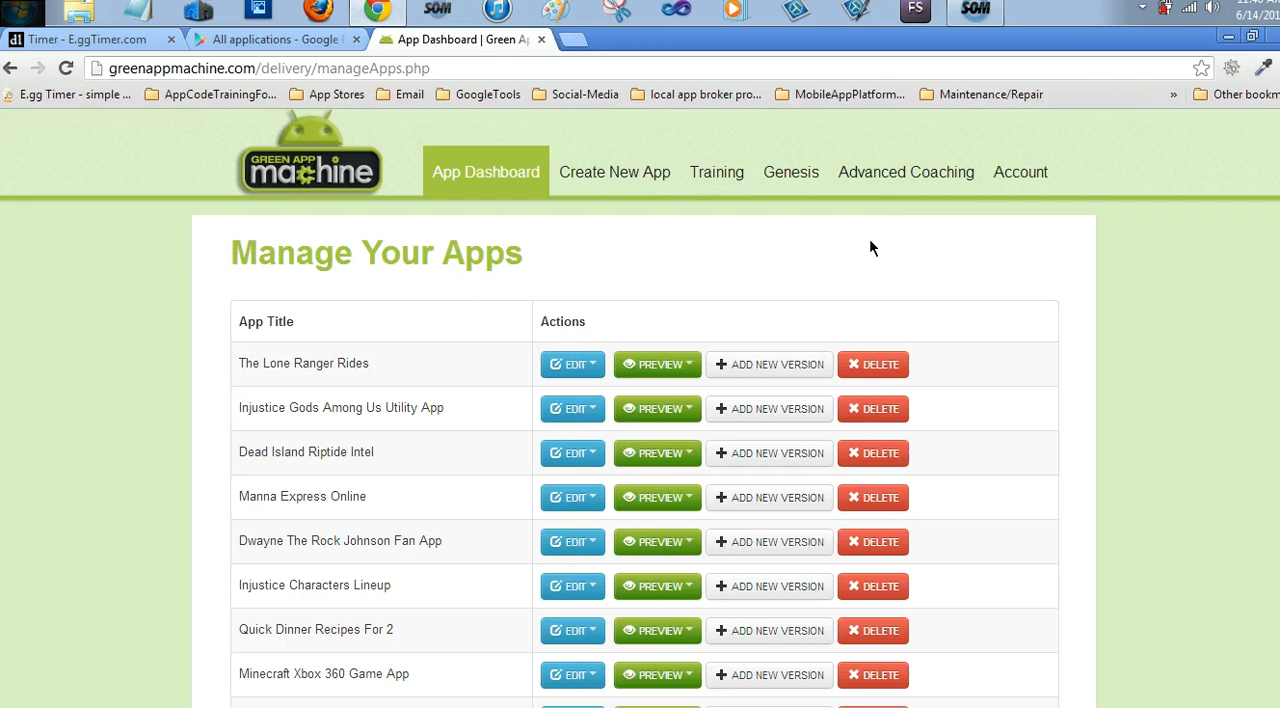 SOM
FS
SOM
6/14/201
Timer - E.ggTimer.com
All applications - Google
App Dashboard | Green Ap
greenappmachine.com/delivery/manageApps.php
E.gg Timer - simple ...
AppCodeTrainingFo...
App Stores
Email
GoogleTools
Social-Media
local app broker pro...
MobileAppPlatform...
Maintenance/Repair
»
Other bookm
GREEN APP
machine
App Dashboard
Create New App
Training
Genesis
Advanced Coaching
Account
Manage Your Apps
App Title Actions
The Lone Ranger Rides EDIT PREVIEW ADD NEW VERSION DELETE
Injustice Gods Among Us Utility App EDIT PREVIEW ADD NEW VERSION DELETE
Dead Island Riptide Intel EDIT PREVIEW ADD NEW VERSION DELETE
Manna Express Online EDIT PREVIEW ADD NEW VERSION DELETE
Dwayne The Rock Johnson Fan App EDIT PREVIEW ADD NEW VERSION DELETE
Injustice Characters Lineup EDIT PREVIEW ADD NEW VERSION DELETE
Quick Dinner Recipes For 2 EDIT PREVIEW ADD NEW VERSION DELETE
Minecraft Xbox 360 Game App EDIT PREVIEW ADD NEW VERSION DELETE